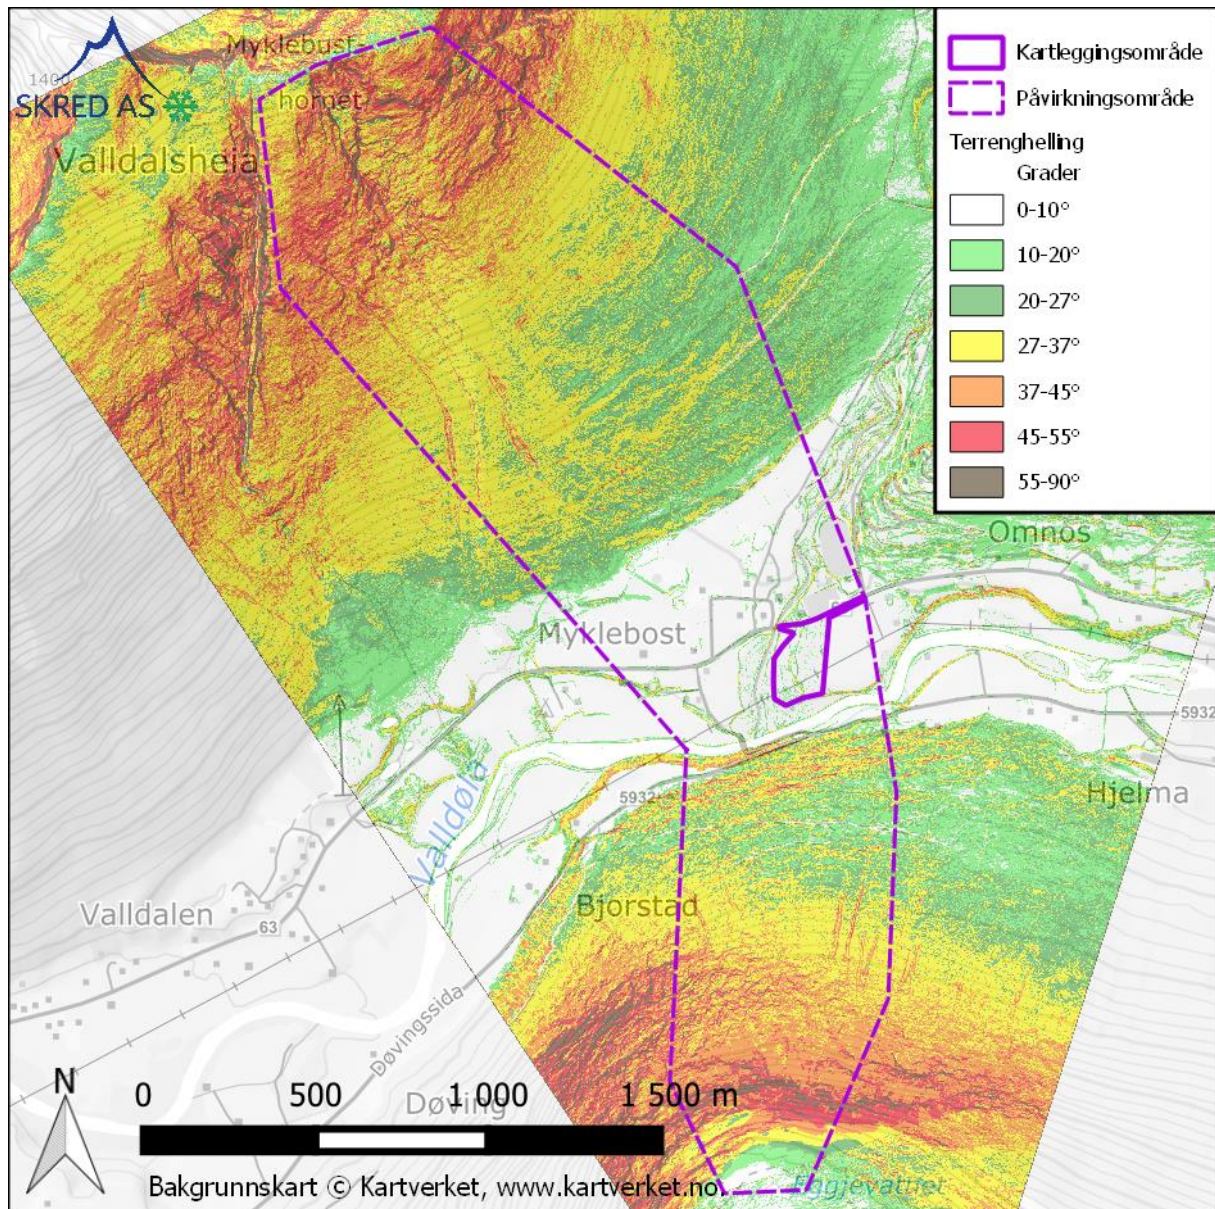 Myklebust-
hornet
1400
SKRED AS
Valldalsheia
Kartleggingsområde
Påvirkningsområde
Terrenghelling
Grader
0-10°
10-20°
20-27°
27-37°
37-45°
45-55°
55-90°
Omnos
Myklebost
5932
Hjelma
Valldøla
5932
Bjorstad
Valldalen
63
Døvingssida
N
0 500 1 000 1 500 m
Døving
Bakgrunnskart © Kartverket, www.kartverket.no.
Eggjevatnet